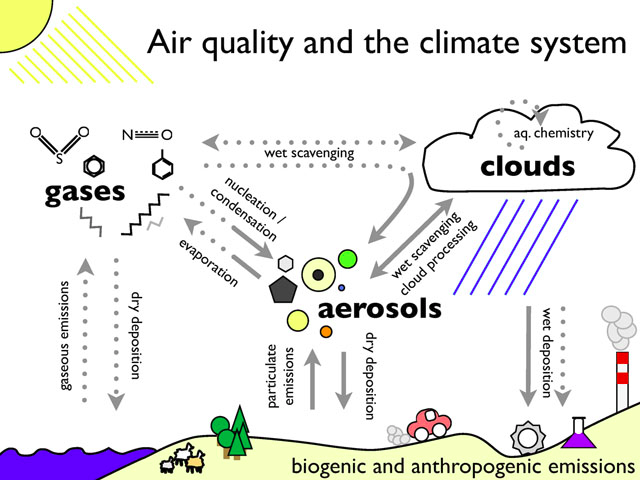 Air quality and the climate system
O
O
S
N
O
aq. chemistry
wet scavenging
clouds
gases
nucleation /
condensation
evaporation
wet scavenging
cloud processing
aerosols
gaseous emissions
dry deposition
particulate
emissions
dry deposition
wet deposition
biogenic and anthropogenic emissions